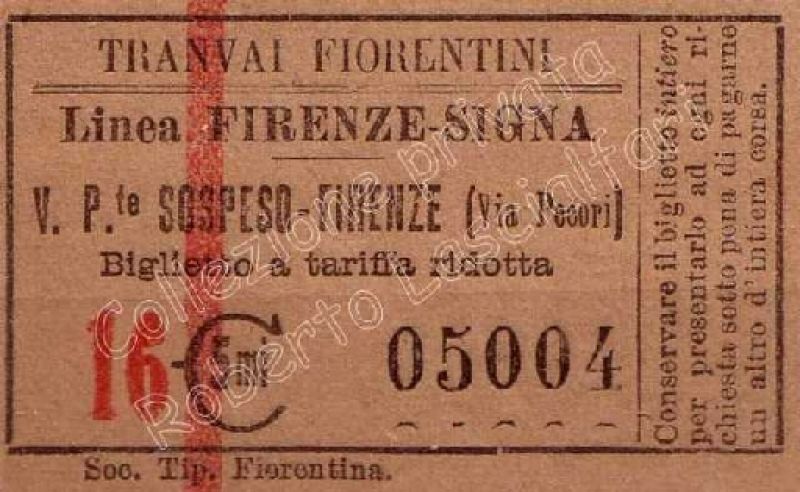 TRANVAI FIORENTINI
Linea FIRENZE-SIGNA
V. P.te SOSPESO-FIRENZE (Via Pecori)
Biglietto a tariffa ridotta
16 Cmi 05004
Soc. Tip. Fiorentina.
Conservare il biglietto intiero
per presentarlo ad ogni ri-
chiesta sotto pena di pagarne
un altro d'intiera corsa.
Collezione privata
Roberto Lascialfari